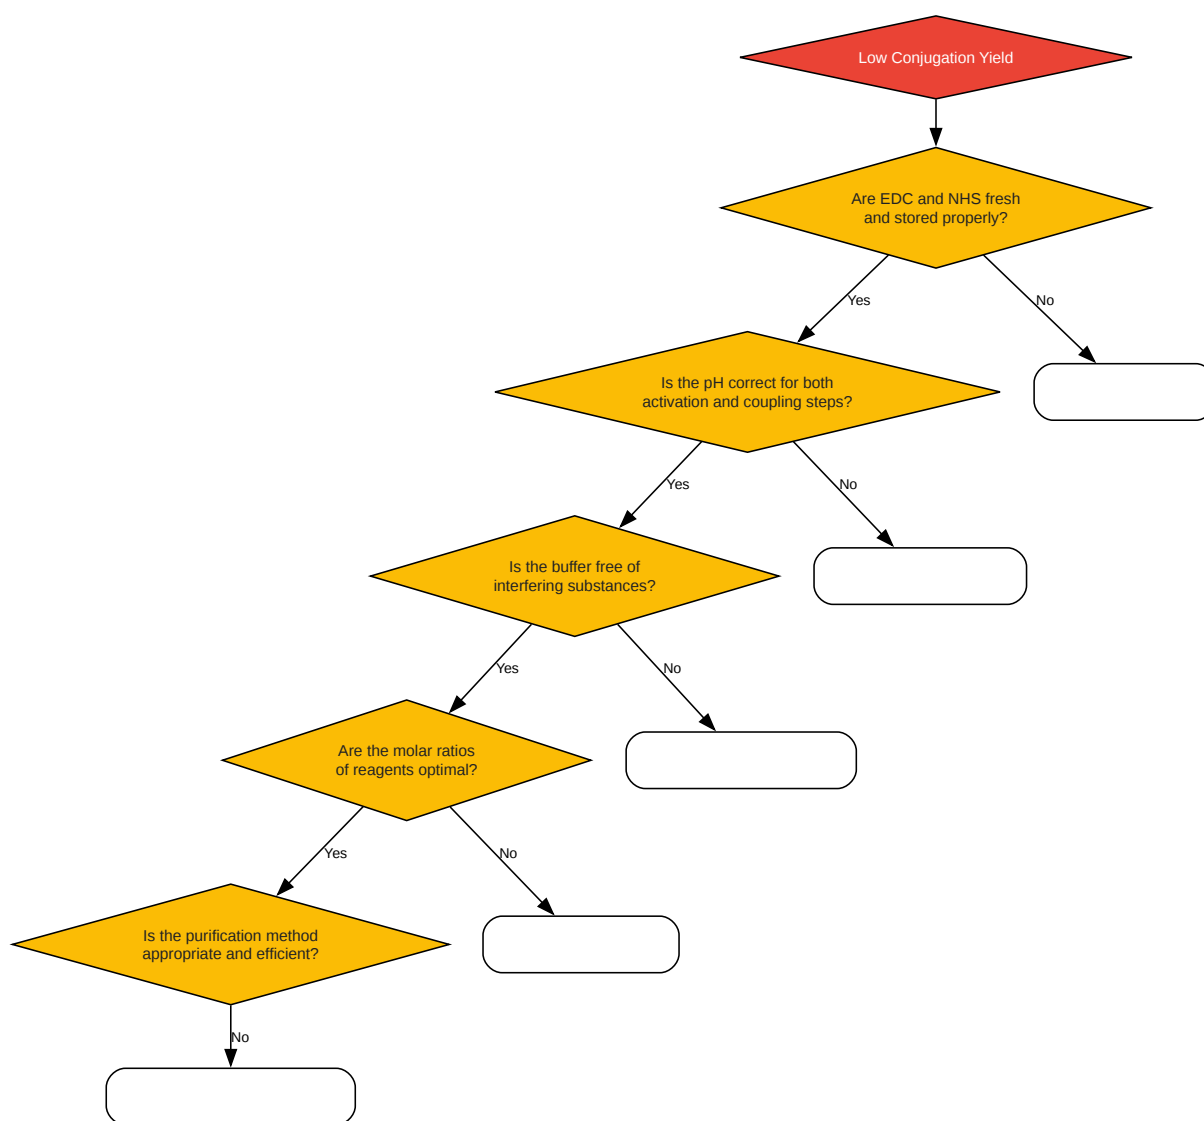 Low Conjugation Yield
Are EDC and NHS fresh
and stored properly?
Yes
No
Is the pH correct for both
activation and coupling steps?
Yes
No
Is the buffer free of
interfering substances?
Yes
No
Are the molar ratios
of reagents optimal?
Yes
No
Is the purification method
appropriate and efficient?
No